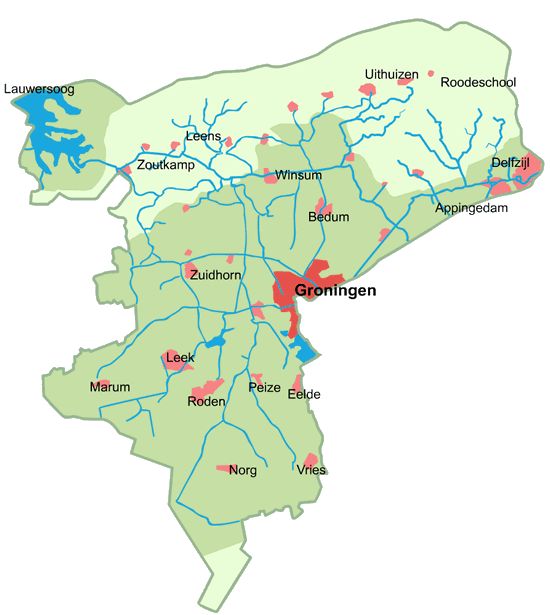 Uithuizen
Roodeschool
Lauwersoog
Leens
Zoutkamp
Delfzijl
Winsum
Appingedam
Bedum
Zuidhorn
Groningen
Leek
Marum
Peize
Eelde
Roden
Norg
Vries